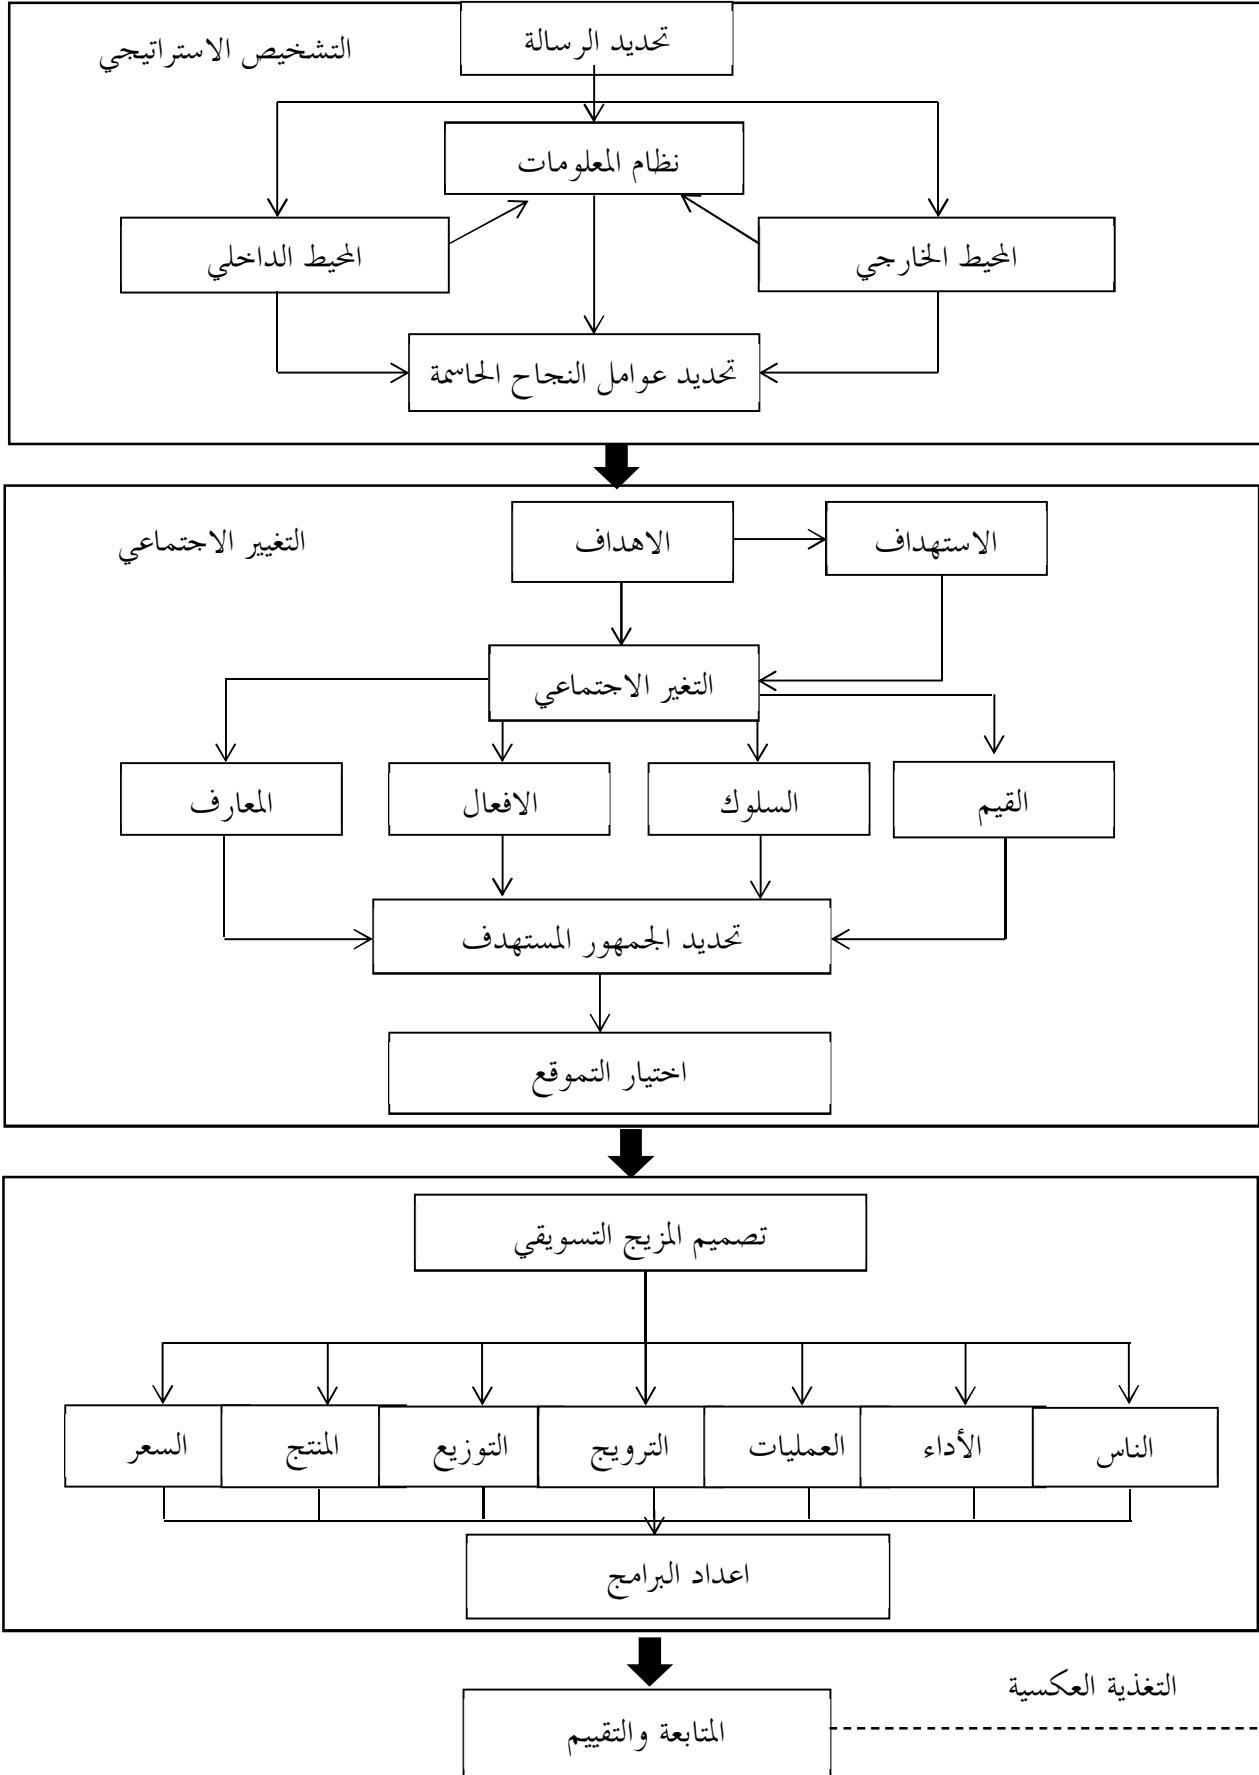 تحديد الرسالة
التشخيص الاستراتيجي
نظام المعلومات
المحيط الخارجي
المحيط الداخلي
تحديد عوامل النجاح الحاسمة
الاستهداف
الاهداف
التغيير الاجتماعي
التغير الاجتماعي
القيم
السلوك
الافعال
المعارف
تحديد الجمهور المستهدف
اختيار التموقع
تصميم المزيج التسويقي
الناس
الأداء
العمليات
الترويج
التوزيع
المنتج
السعر
اعداد البرامج
التغذية العكسية
المتابعة والتقييم